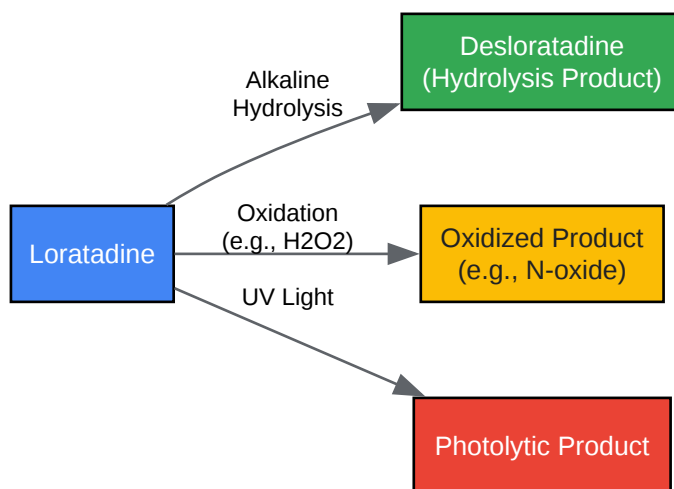 Desloratadine
(Hydrolysis Product)
Alkaline
Hydrolysis
Oxidation
(e.g., H2O2)
Loratadine
Oxidized Product
(e.g., N-oxide)
UV Light
Photolytic Product